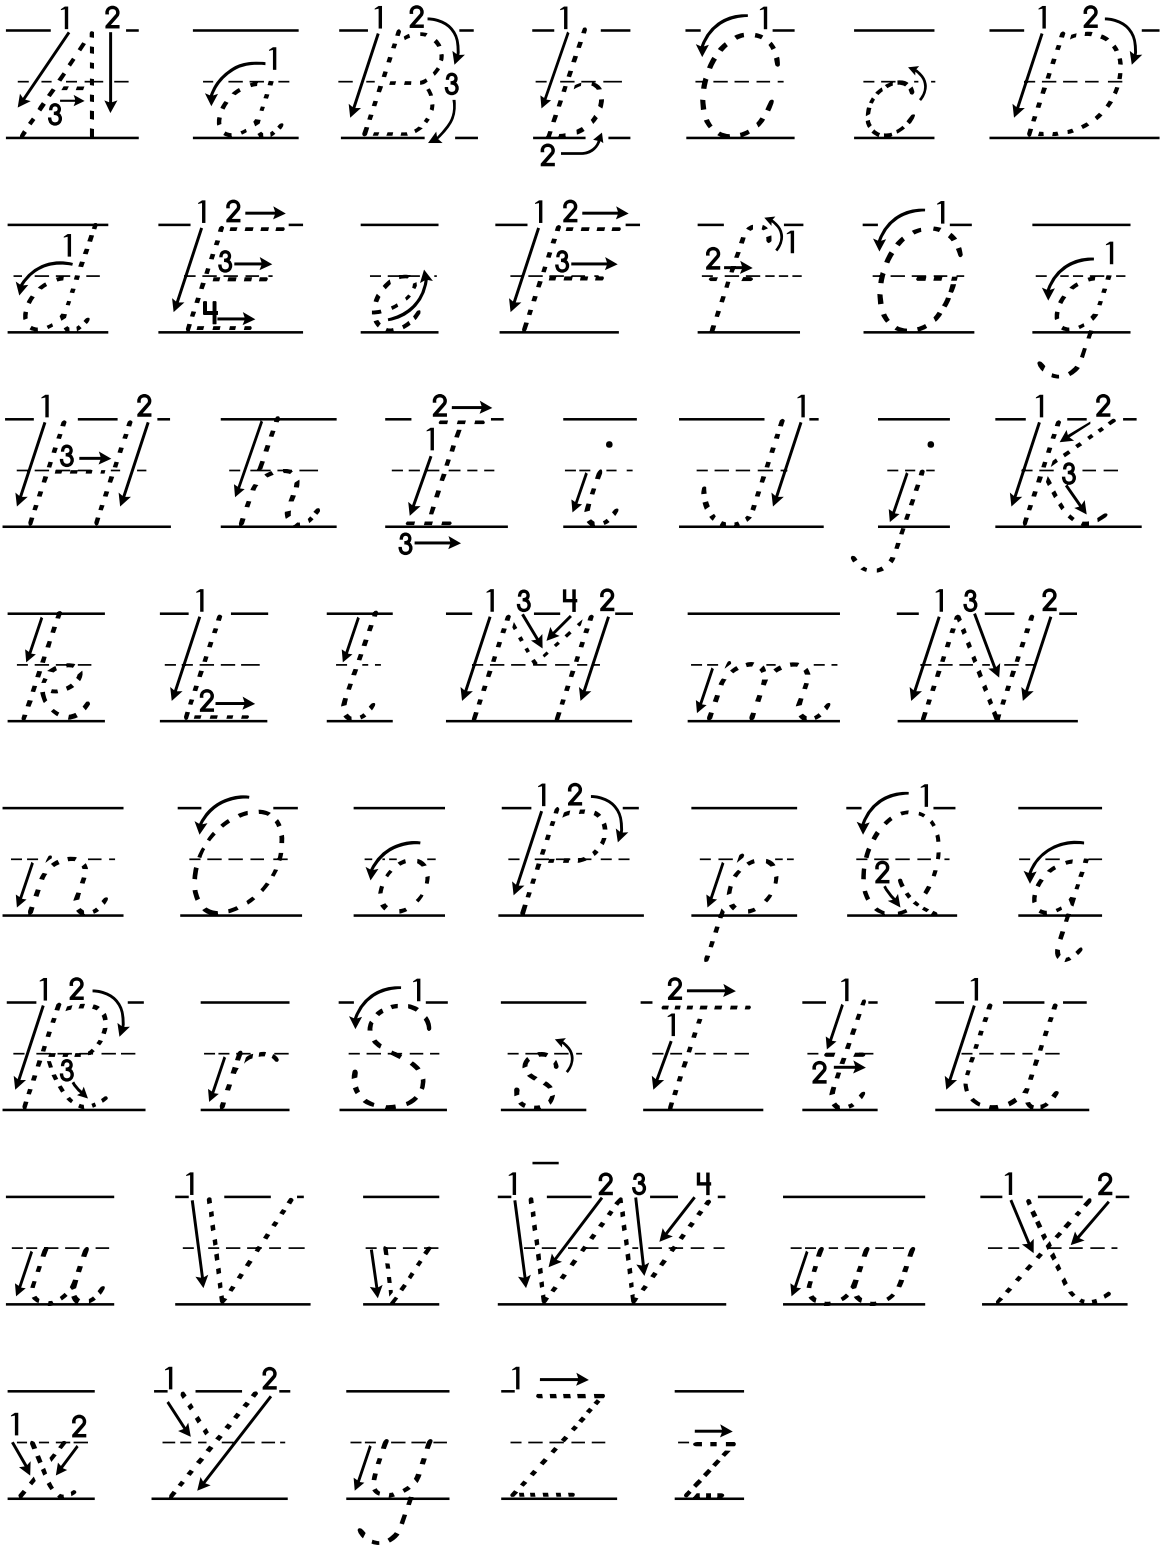 A a B b C c D
d E e F f G g
H h I i J j K
k L l M m N
n O o P p Q q
R r S s T t U
u V v W w X
x Y y Z z